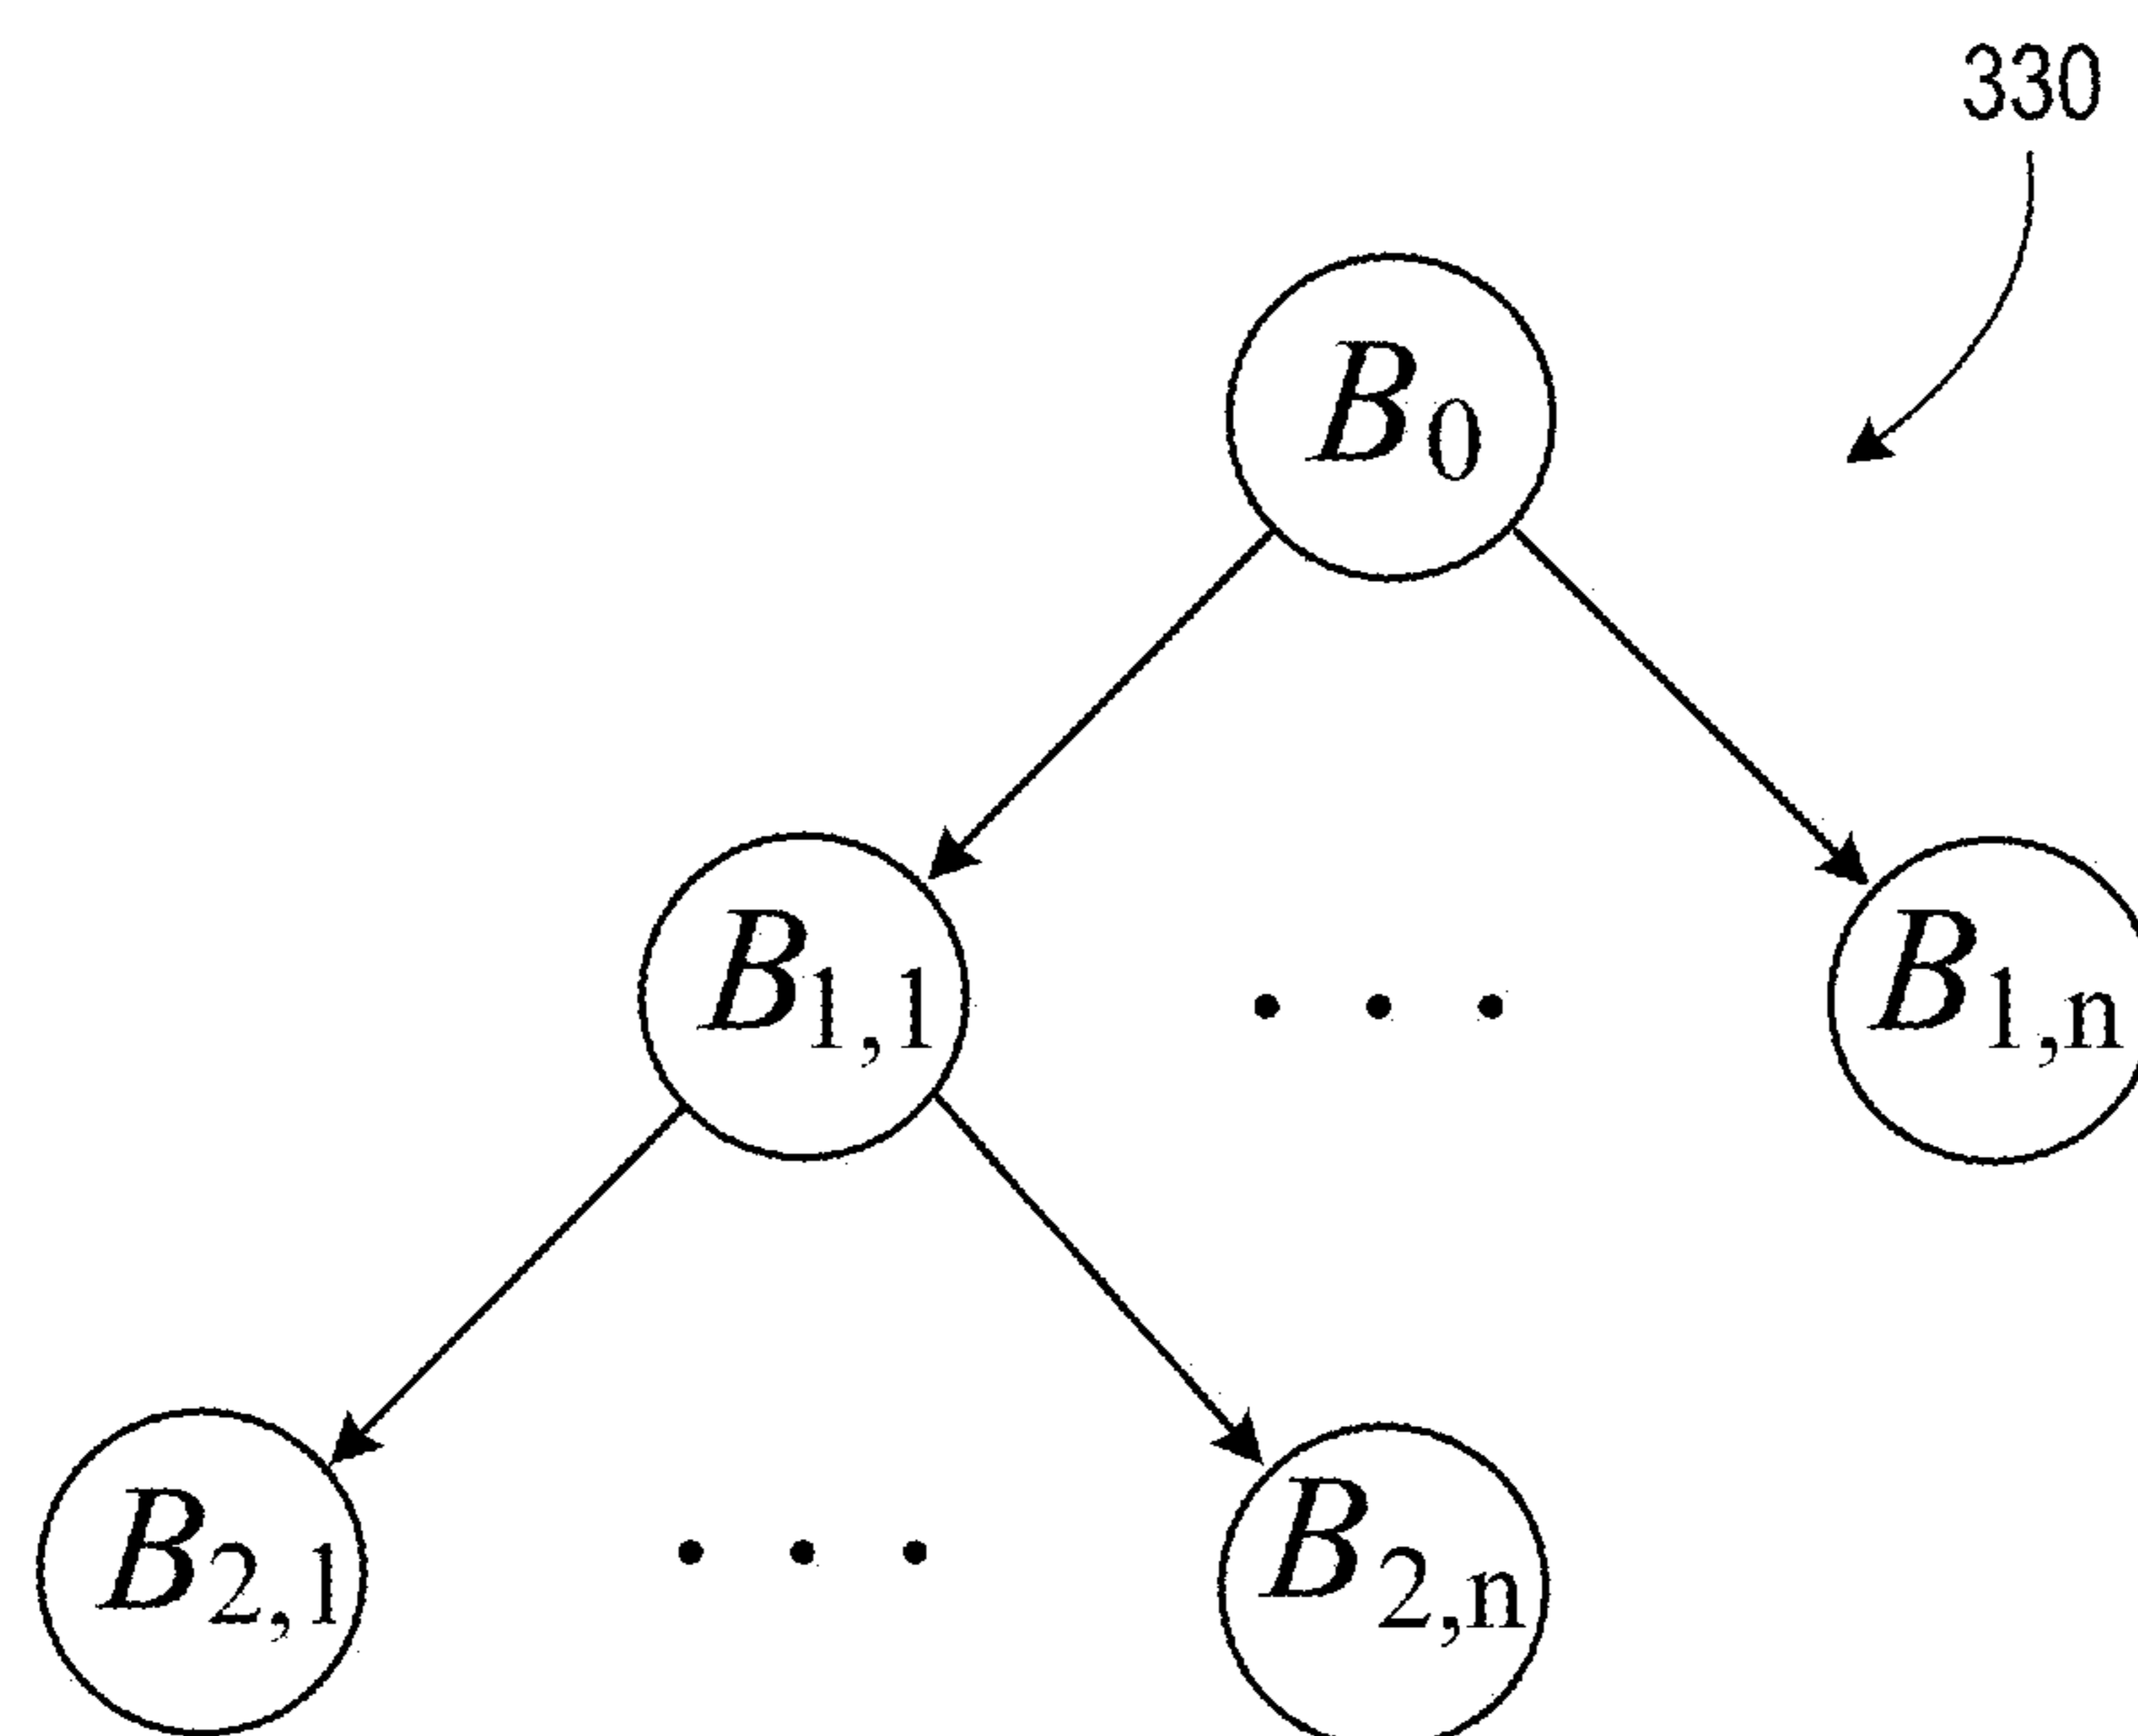 330
B0
B1,1 . . . B1,n
B2,1 . . . B2,n